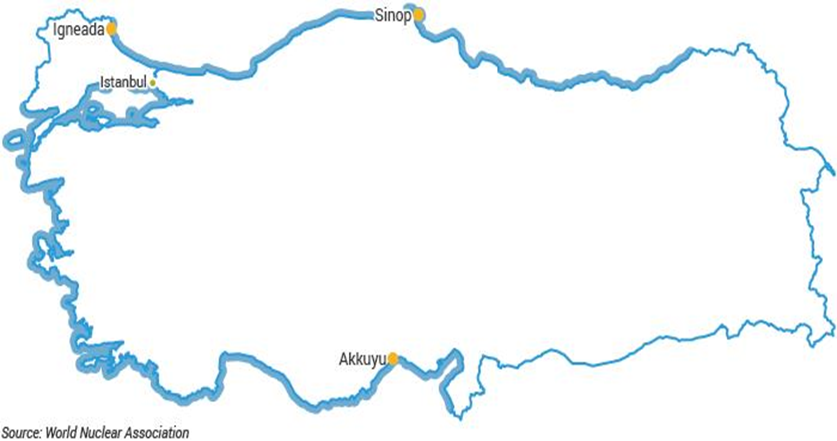 Sinop
Igneada
Istanbul
Akkuyu
Source: World Nuclear Association